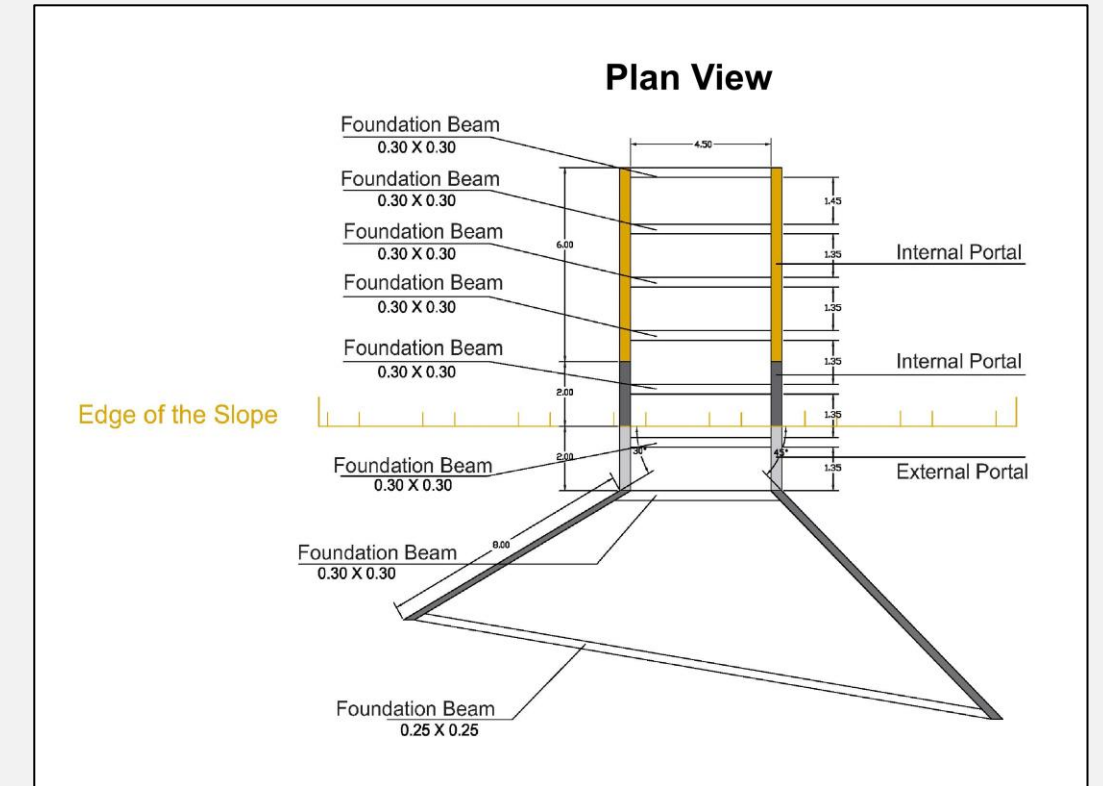 Plan View
Foundation Beam
0.30 X 0.30
4.50
Foundation Beam
0.30 X 0.30
1.45
Foundation Beam
0.30 X 0.30
6.00
1.35
Internal Portal
Foundation Beam
0.30 X 0.30
1.35
Foundation Beam
0.30 X 0.30
1.35
Internal Portal
2.00
Edge of the Slope
1.35
Foundation Beam
0.30 X 0.30
2.00
30°
45°
1.35
External Portal
Foundation Beam
0.30 X 0.30
8.00
Foundation Beam
0.25 X 0.25